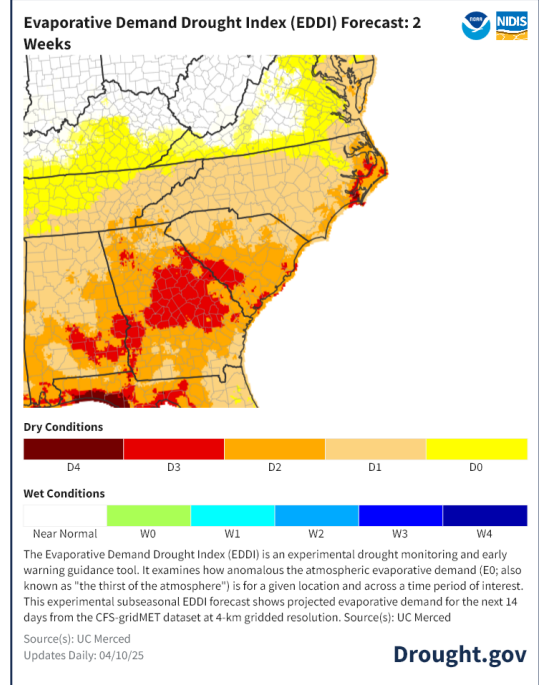 Evaporative Demand Drought Index (EDDI) Forecast: 2
Weeks
NOAA
NIDIS
Dry Conditions
D4 D3 D2 D1 D0
Wet Conditions
Near Normal W0 W1 W2 W3 W4
The Evaporative Demand Drought Index (EDDI) is an experimental drought monitoring and early
warning guidance tool. It examines how anomalous the atmospheric evaporative demand (E0; also
known as "the thirst of the atmosphere") is for a given location and across a time period of interest.
This experimental subseasonal EDDI forecast shows projected evaporative demand for the next 14
days from the CFS-gridMET dataset at 4-km gridded resolution. Source(s): UC Merced
Source(s): UC Merced
Updates Daily: 04/10/25
Drought.gov